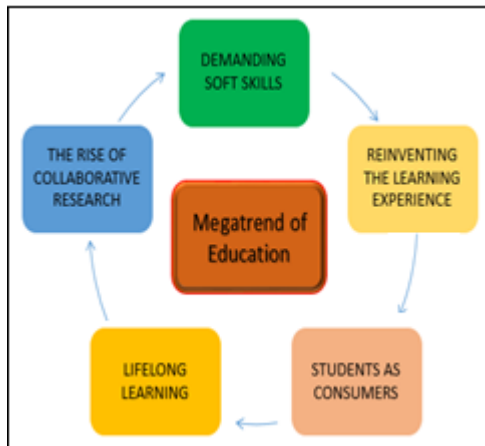 DEMANDING
SOFT SKILLS
REINVENTING
THE LEARNING
EXPERIENCE
STUDENTS AS
CONSUMERS
LIFELONG
LEARNING
THE RISE OF
COLLABORATIVE
RESEARCH
Megatrend of
Education